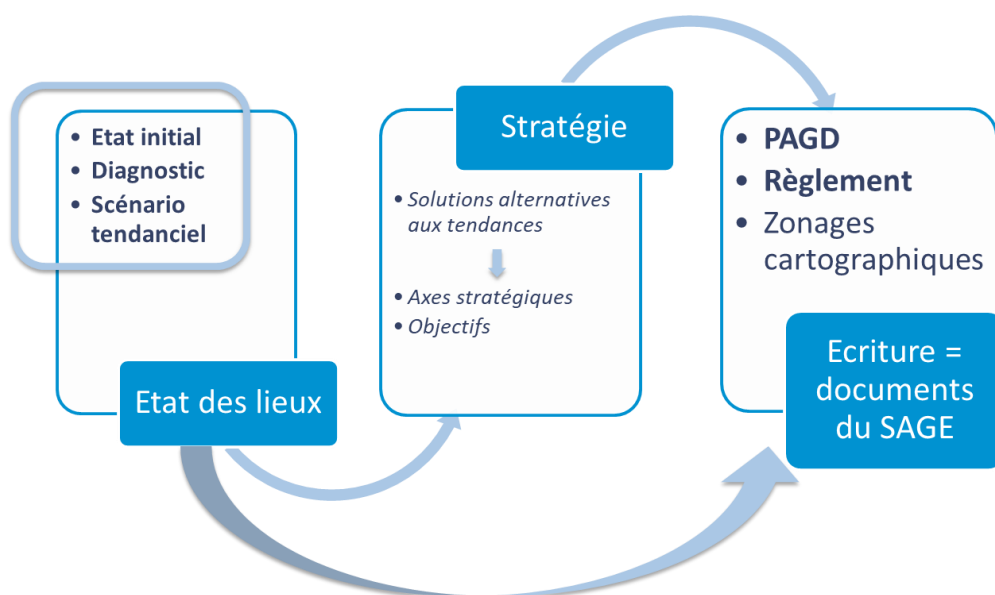 • Etat initial
• Diagnostic
• Scénario
tendanciel
Etat des lieux
Stratégie
• Solutions alternatives
aux tendances
• Axes stratégiques
• Objectifs
• PAGD
• Règlement
• Zonages
cartographiques
Ecriture =
documents
du SAGE